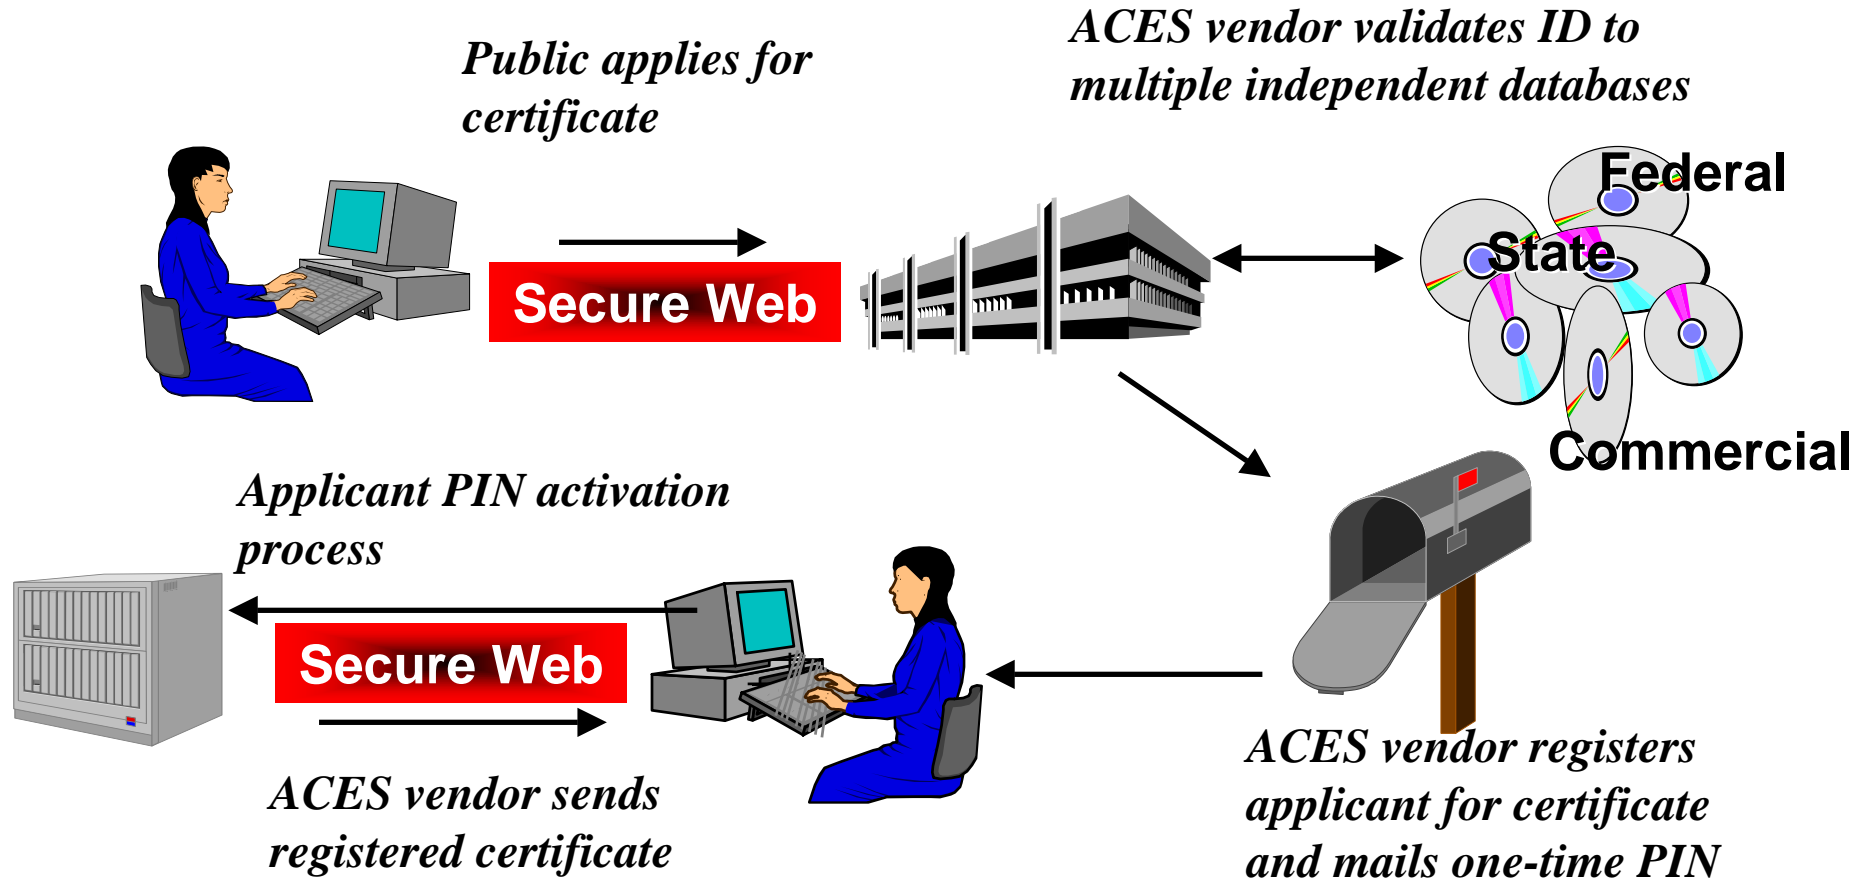 Public applies for
certificate
ACES vendor validates ID to
multiple independent databases
Federal
State
Secure Web
Commercial
Applicant PIN activation
process
Secure Web
ACES vendor sends
registered certificate
ACES vendor registers
applicant for certificate
and mails one-time PIN